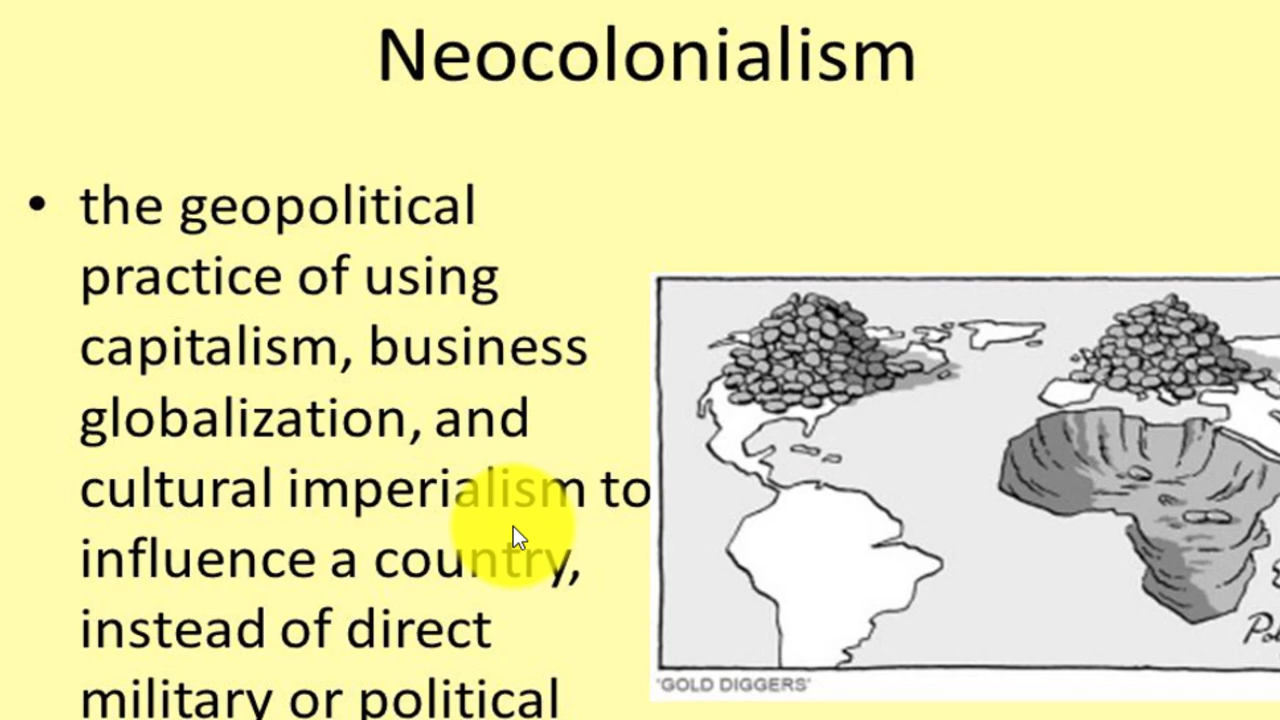 Neocolonialism
• the geopolitical
practice of using
capitalism, business
globalization, and
cultural imperialism to
influence a country,
instead of direct
military or political
'GOLD DIGGERS'